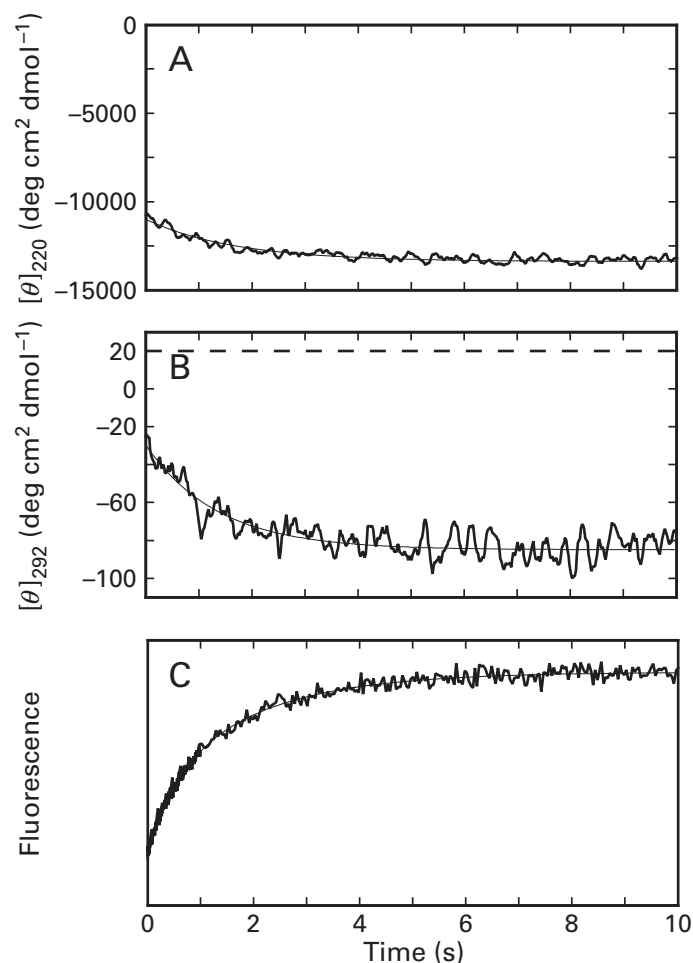 A
0
−5000
−10000
−15000
[θ]220 (deg cm² dmol⁻¹)
B
20
0
−20
−60
−100
[θ]292 (deg cm² dmol⁻¹)
C
Fluorescence
0 2 4 6 8 10
Time (s)